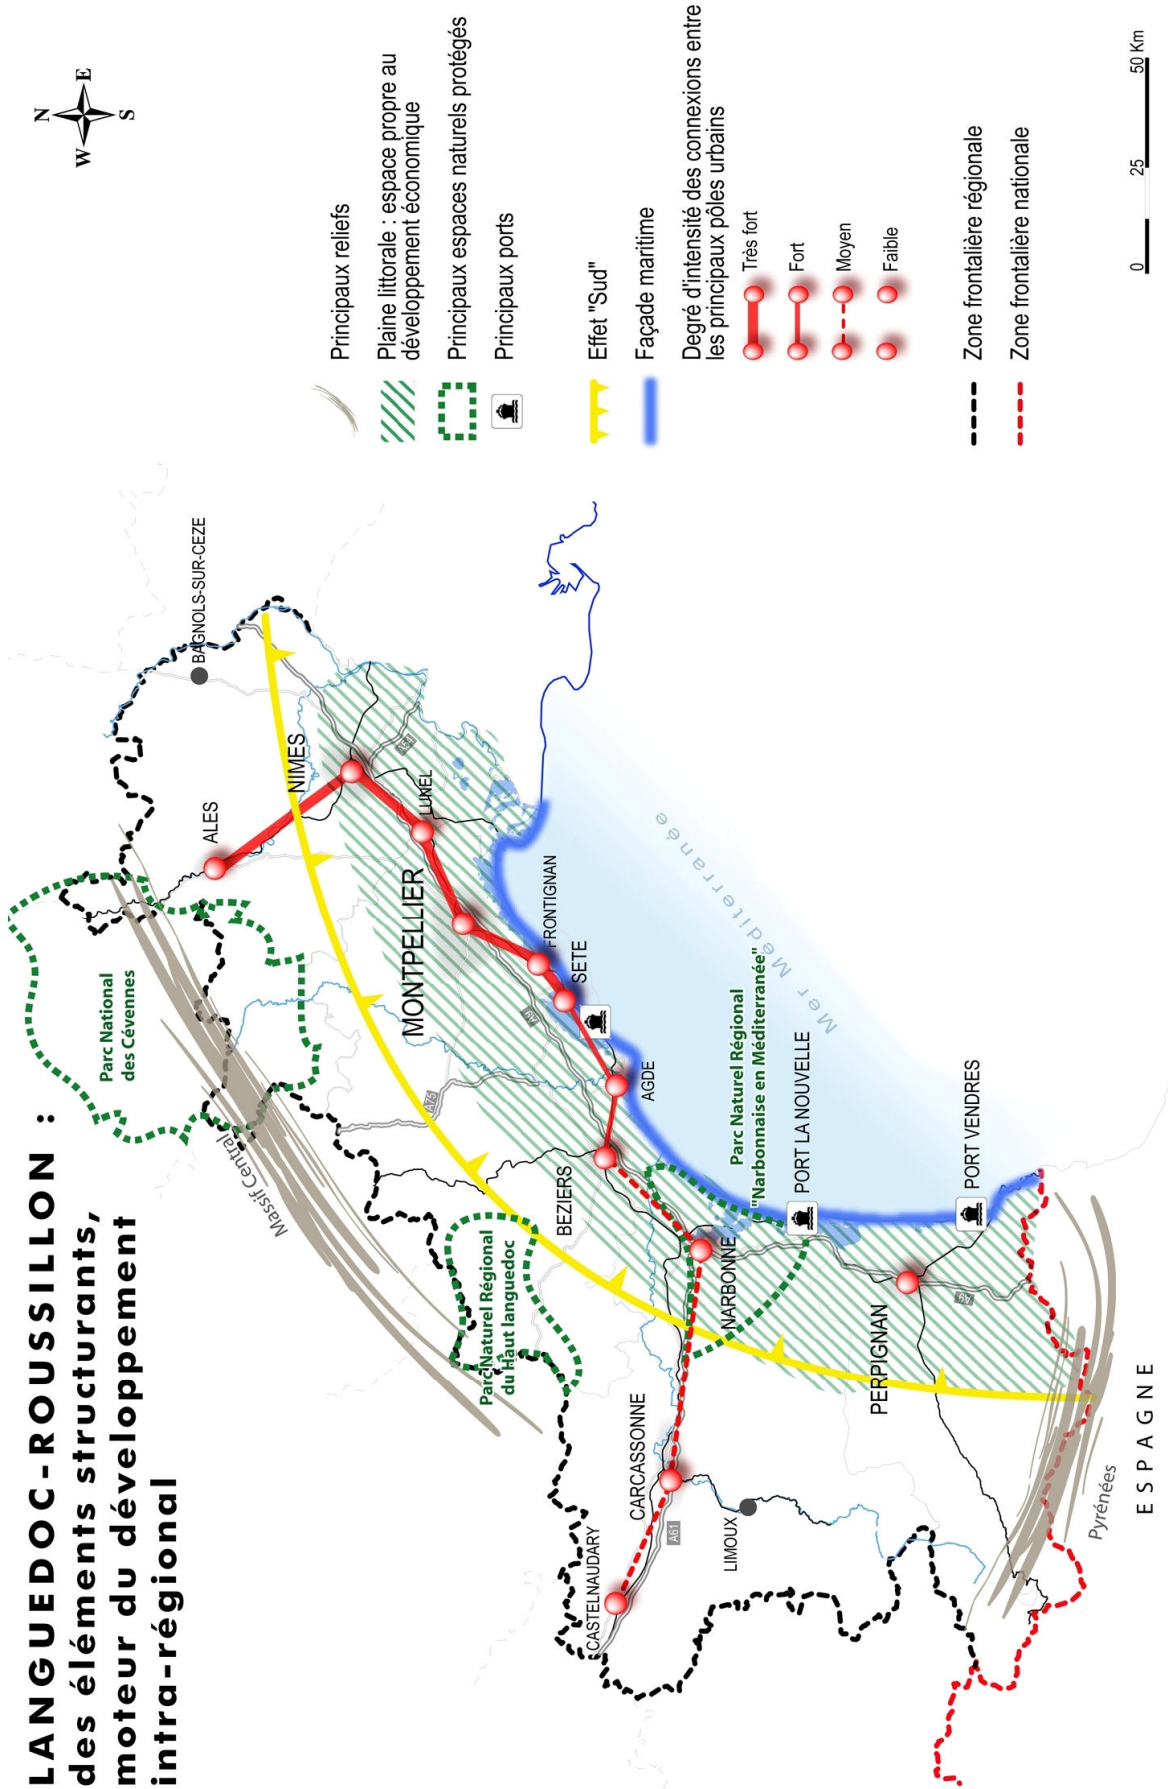 LANGUEDOC-ROUSSILLON :
des éléments structurants,
moteur du développement
intra-régional
N
W
E
S
Parc National
des Cévennes
Massif Central
ALES
BAGNOLS-SUR-CEZE
NIMES
A54
LUNEL
MONTPELLIER
FRONTIGNAN
SETE
A9
A75
AGDE
BEZIERS
Parc Naturel Régional
du Haut languedoc
Parc Naturel Régional
"Narbonnaise en Méditerranée"
Mer Méditerranée
NARBONNE
PORT LA NOUVELLE
CARCASSONNE
CASTELNAUDARY
A61
LIMOUX
PERPIGNAN
A9
PORT VENDRES
Pyrénées
ESPAGNE
Principaux reliefs
Plaine littorale : espace propre au
développement économique
Principaux espaces naturels protégés
Principaux ports
Effet "Sud"
Façade maritime
Degré d'intensité des connexions entre
les principaux pôles urbains
Très fort
Fort
Moyen
Faible
Zone frontalière régionale
Zone frontalière nationale
0 25 50 Km